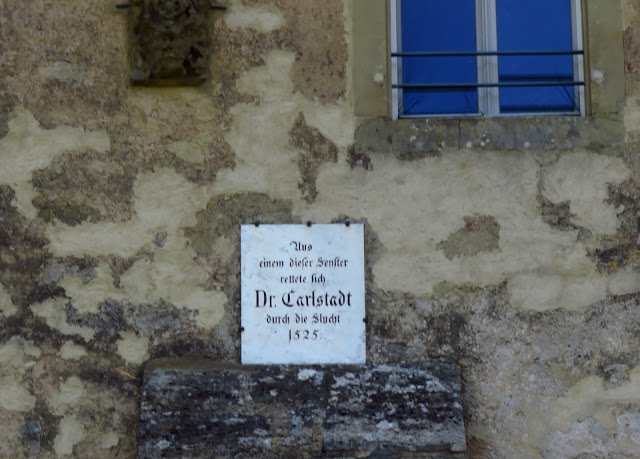 Aus
einem dieser Fenster
rettete sich
Dr. Carlstadt
durch die Flucht
1525.